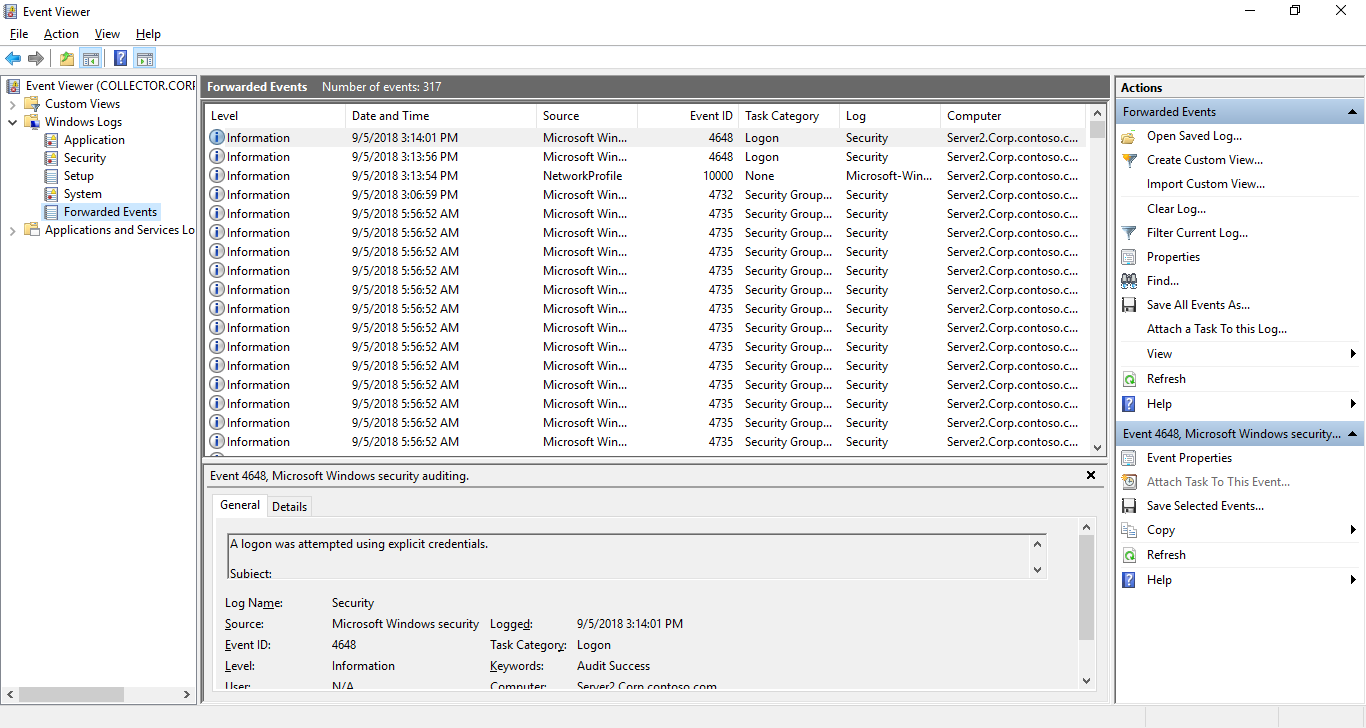 Event Viewer
File Action View Help
Event Viewer (COLLECTOR.CORP
Custom Views
Windows Logs
Application
Security
Setup
System
Forwarded Events
Applications and Services Lo
Forwarded Events Number of events: 317
Level Date and Time Source Event ID Task Category Log Computer
Information 9/5/2018 3:14:01 PM Microsoft Win... 4648 Logon Security Server2.Corp.contoso.c...
Information 9/5/2018 3:13:56 PM Microsoft Win... 4648 Logon Security Server2.Corp.contoso.c...
Information 9/5/2018 3:13:54 PM NetworkProfile 10000 None Microsoft-Win... Server2.Corp.contoso.c...
Information 9/5/2018 3:06:59 PM Microsoft Win... 4732 Security Group... Security Server2.Corp.contoso.c...
Information 9/5/2018 5:56:52 AM Microsoft Win... 4735 Security Group... Security Server2.Corp.contoso.c...
Information 9/5/2018 5:56:52 AM Microsoft Win... 4735 Security Group... Security Server2.Corp.contoso.c...
Information 9/5/2018 5:56:52 AM Microsoft Win... 4735 Security Group... Security Server2.Corp.contoso.c...
Information 9/5/2018 5:56:52 AM Microsoft Win... 4735 Security Group... Security Server2.Corp.contoso.c...
Information 9/5/2018 5:56:52 AM Microsoft Win... 4735 Security Group... Security Server2.Corp.contoso.c...
Information 9/5/2018 5:56:52 AM Microsoft Win... 4735 Security Group... Security Server2.Corp.contoso.c...
Information 9/5/2018 5:56:52 AM Microsoft Win... 4735 Security Group... Security Server2.Corp.contoso.c...
Information 9/5/2018 5:56:52 AM Microsoft Win... 4735 Security Group... Security Server2.Corp.contoso.c...
Information 9/5/2018 5:56:52 AM Microsoft Win... 4735 Security Group... Security Server2.Corp.contoso.c...
Information 9/5/2018 5:56:52 AM Microsoft Win... 4735 Security Group... Security Server2.Corp.contoso.c...
Information 9/5/2018 5:56:52 AM Microsoft Win... 4735 Security Group... Security Server2.Corp.contoso.c...
Information 9/5/2018 5:56:52 AM Microsoft Win... 4735 Security Group... Security Server2.Corp.contoso.c...
Information 9/5/2018 5:56:52 AM Microsoft Win... 4735 Security Group... Security Server2.Corp.contoso.c...
Event 4648, Microsoft Windows security auditing.
General Details
A logon was attempted using explicit credentials.
Subject:
Log Name: Security
Source: Microsoft Windows security Logged: 9/5/2018 3:14:01 PM
Event ID: 4648 Task Category: Logon
Level: Information Keywords: Audit Success
User: N/A Computer: Server2.Corp.contoso.com
Actions
Forwarded Events
Open Saved Log...
Create Custom View...
Import Custom View...
Clear Log...
Filter Current Log...
Properties
Find...
Save All Events As...
Attach a Task To this Log...
View
Refresh
Help
Event 4648, Microsoft Windows security...
Event Properties
Attach Task To This Event...
Save Selected Events...
Copy
Refresh
Help